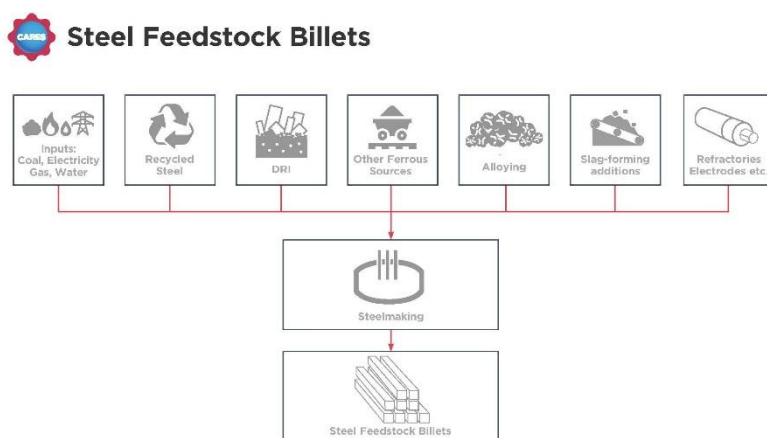 CARES
Steel Feedstock Billets
Inputs:
Coal, Electricity
Gas, Water
Recycled
Steel
DRI
Other Ferrous
Sources
Alloying
Slag-forming
additions
Refractories
Electrodes etc.
Steelmaking
Steel Feedstock Billets